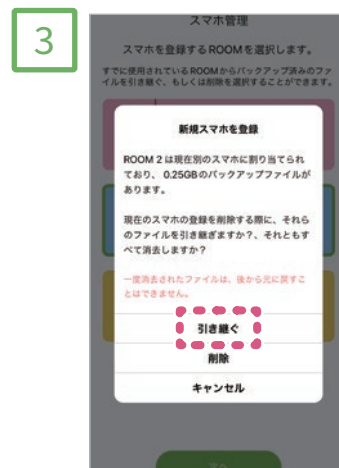 3
スマホ管理
スマホを登録するROOMを選択します。
すでに使用されているROOMからバックアップ済みのファ
イルを引き継ぐ、もしくは削除を選択することができます。
新規スマホを登録
ROOM 2 は現在別のスマホに割り当てられ
ており、 0.25GBのバックアップファイルが
あります。
現在のスマホの登録を削除する際に、それら
のファイルを引き継ぎますか？、それともす
べて消去しますか？
一度消去されたファイルは、後から元に戻すこ
とはできません。
引き継ぐ
削除
キャンセル